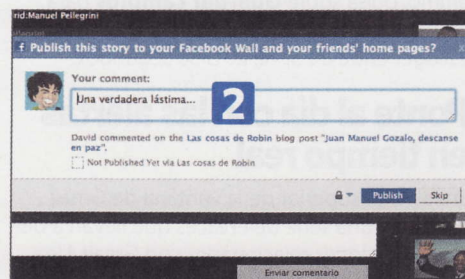 rid:Manuel Pellegrini
Publish this story to your Facebook Wall and your friends' home pages?
Your comment:
Una verdadera lástima...
2
David commented on the Las cosas de Robin blog post "Juan Manuel Gozalo, descanse
en paz".
Not Published Yet vía Las cosas de Robin
Publish Skip
Enviar comentario